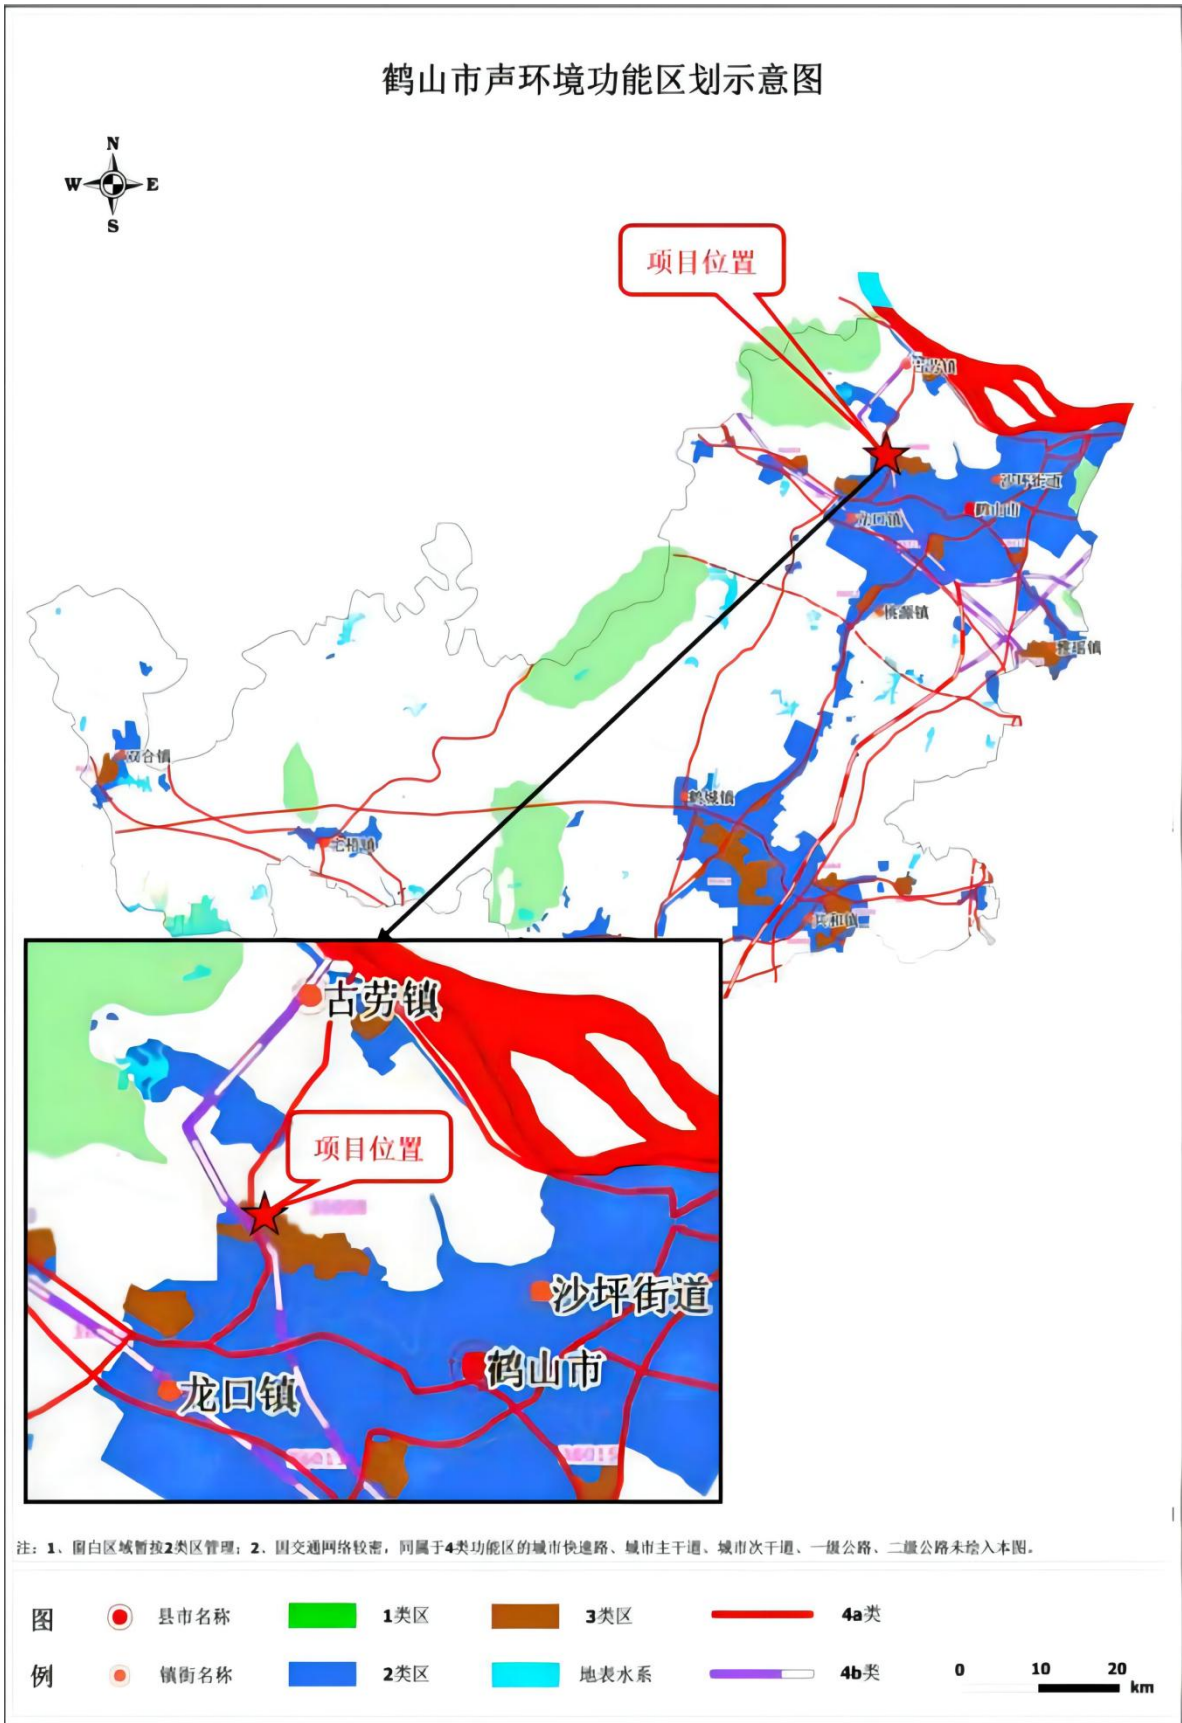 鹤山市声环境功能区划示意图
N
W E
S
项目位置
古劳镇
沙坪街道
鹤山市
龙口镇
桃源镇
雅瑶镇
双合镇
鹤城镇
宅梧镇
共和镇
古劳镇
项目位置
沙坪街道
鹤山市
龙口镇
注：1、留白区域暂按2类区管理；2、因交通网络较密，同属于4类功能区的城市快速路、城市主干道、城市次干道、一级公路、二级公路未绘入本图。
图 县市名称 1类区 3类区 4a类
例 镇街名称 2类区 地表水系 4b类
0 10 20
km